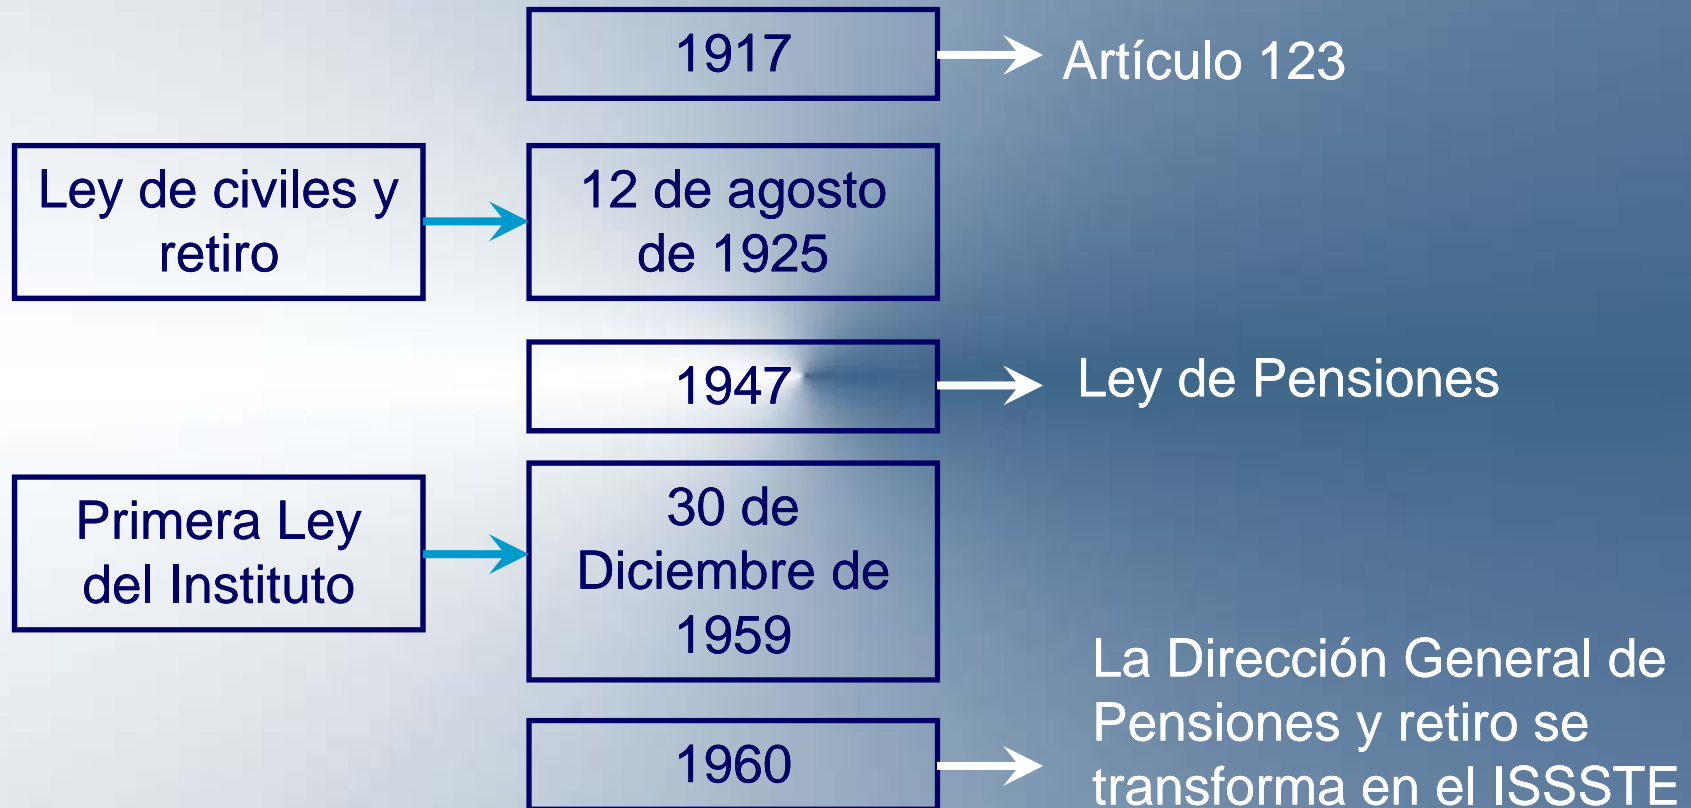 1917
Artículo 123
Ley de civiles y
retiro
12 de agosto
de 1925
1947
Ley de Pensiones
Primera Ley
del Instituto
30 de
Diciembre de
1959
1960
La Dirección General de
Pensiones y retiro se
transforma en el ISSSTE